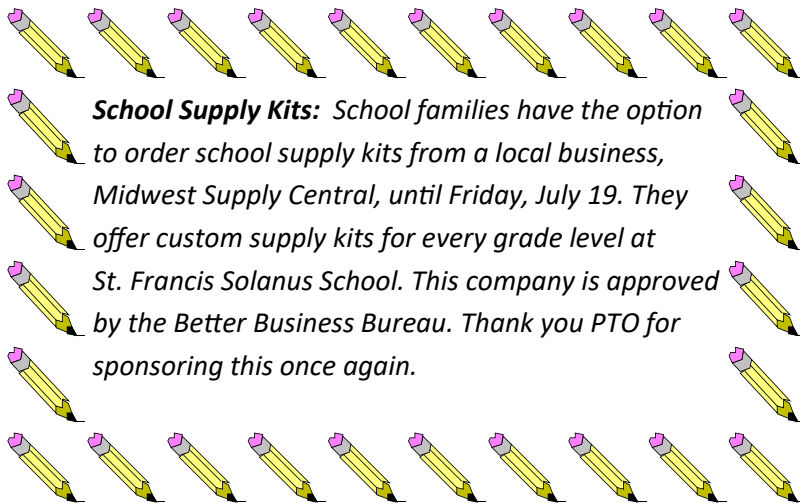 School Supply Kits:  School families have the option
to order school supply kits from a local business,
Midwest Supply Central, until Friday, July 19. They
offer custom supply kits for every grade level at
St. Francis Solanus School. This company is approved
by the Better Business Bureau. Thank you PTO for
sponsoring this once again.